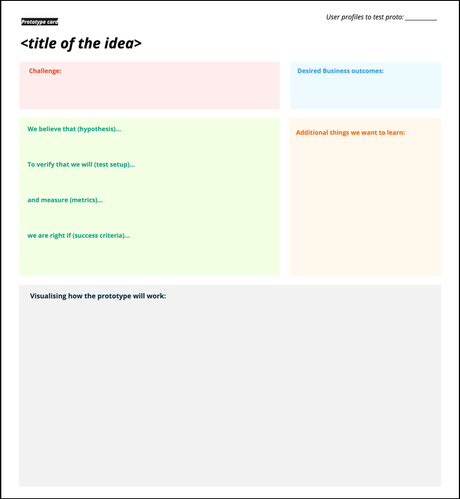 Prototype card
User profiles to test proto: __________
<title of the idea>
Challenge:
Desired Business outcomes:
We believe that (hypothesis)...
Additional things we want to learn:
To verify that we will (test setup)...
and measure (metrics)...
we are right if (success criteria)...
Visualising how the prototype will work: